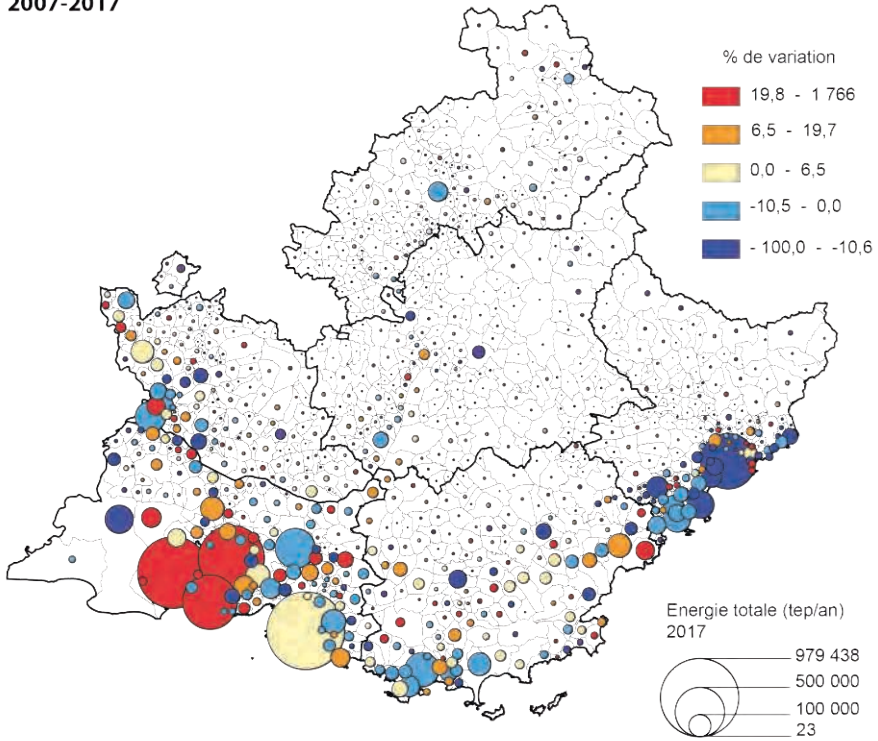 2007-2017
% de variation
19,8 - 1 766
6,5 - 19,7
0,0 - 6,5
-10,5 - 0,0
- 100,0 - -10,6
Energie totale (tep/an)
2017
979 438
500 000
100 000
23